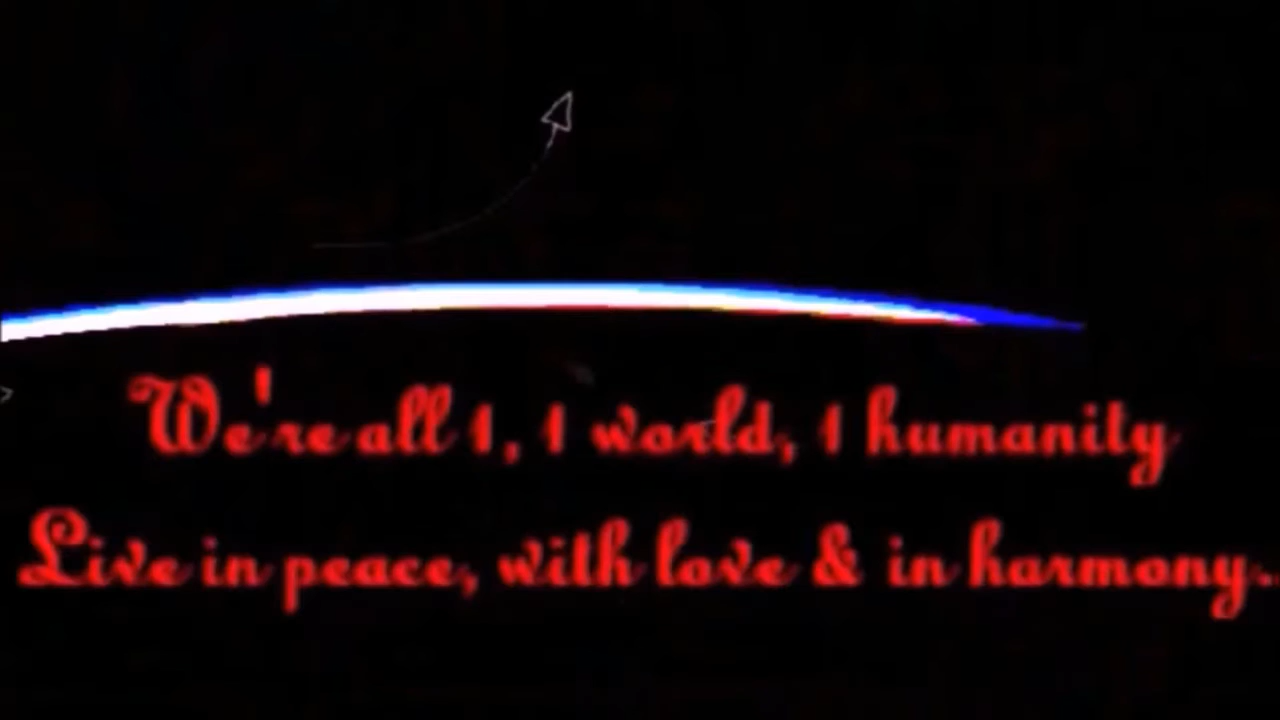 We're all 1, 1 world, 1 humanity
Live in peace, with love & in harmony..